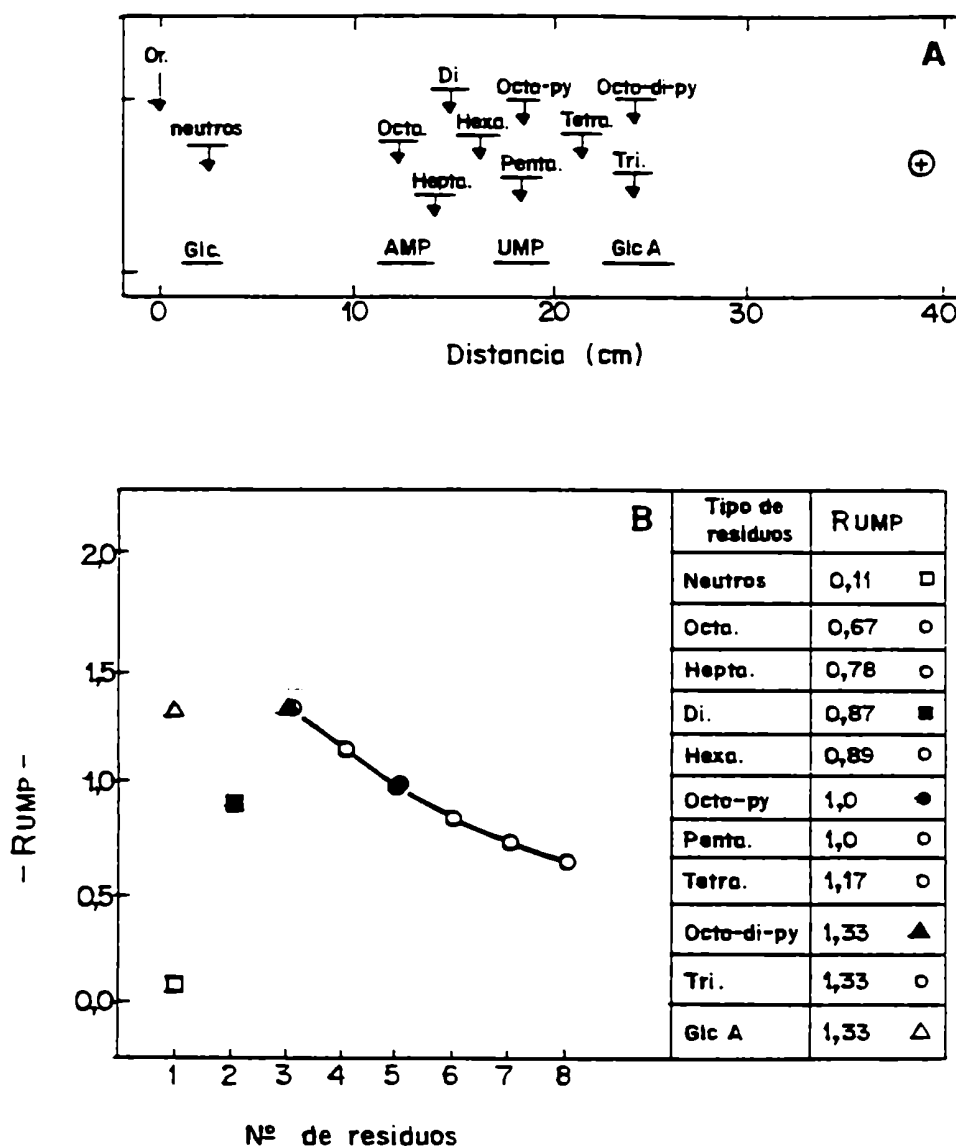 A
Or.
Di
Octa-py
Octa-di-py
neutros
Octa.
Hexa.
Tetra.
Hepta.
Penta.
Tri.
+
Glc.
AMP
UMP
Glc A
0
10
20
30
40
Distancia (cm)
B
2,0
1,5
1,0
0,5
0,0
- RUMP -
1 2 3 4 5 6 7 8
Nº de residuos
Tipo de residuos RUMP
Neutros 0,11
Octa. 0,67
Hepta. 0,78
Di. 0,87
Hexa. 0,89
Octo-py 1,0
Penta. 1,0
Tetra. 1,17
Octo-di-py 1,33
Tri. 1,33
Glc A 1,33